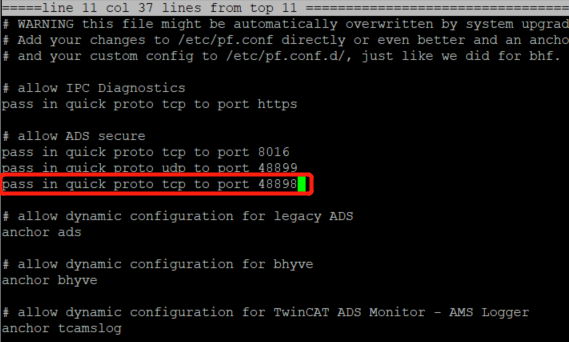 =====line 11 col 37 lines from top 11 ============================
# WARNING this file might be automatically overwritten by system upgrad
# Add your changes to /etc/pf.conf directly or even better and an ancho
# and your custom config to /etc/pf.conf.d/, just like we did for bhf.
# allow IPC Diagnostics
pass in quick proto tcp to port https
# allow ADS secure
pass in quick proto tcp to port 8016
pass in quick proto udp to port 48899
pass in quick proto tcp to port 48898
# allow dynamic configuration for legacy ADS
anchor ads
# allow dynamic configuration for bhyve
anchor bhyve
# allow dynamic configuration for TwinCAT ADS Monitor - AMS Logger
anchor tcamslog